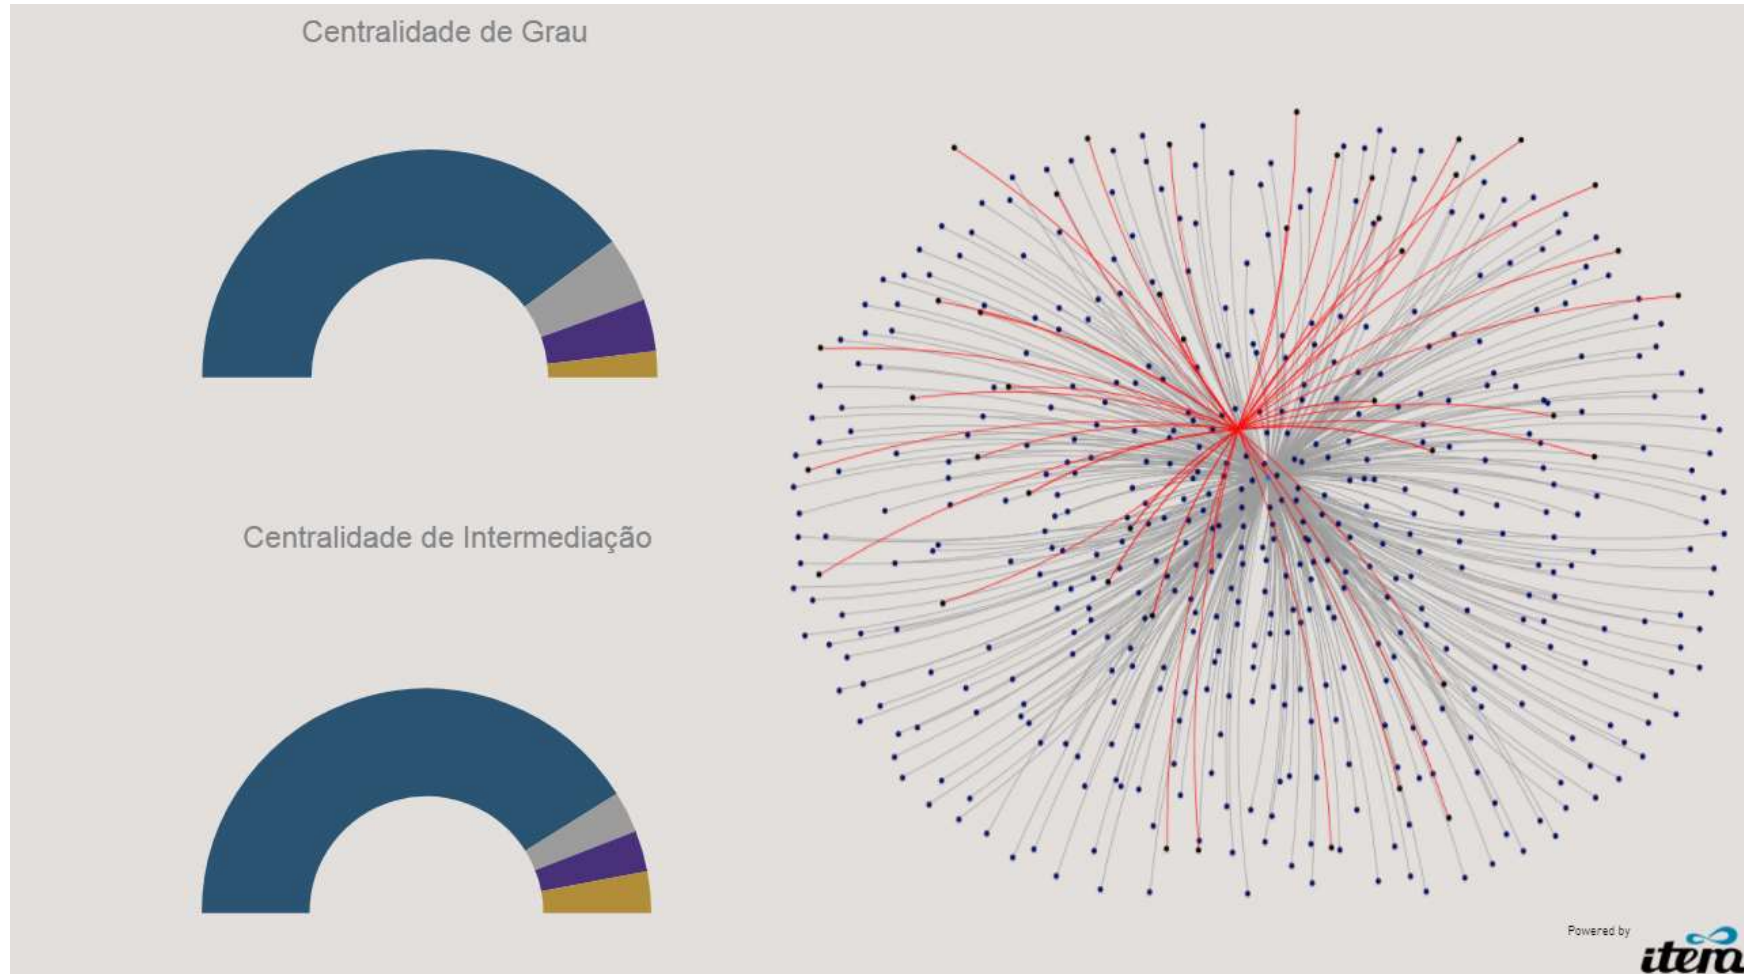 Centralidade de Grau
Centralidade de Intermediação
Powered by
itera